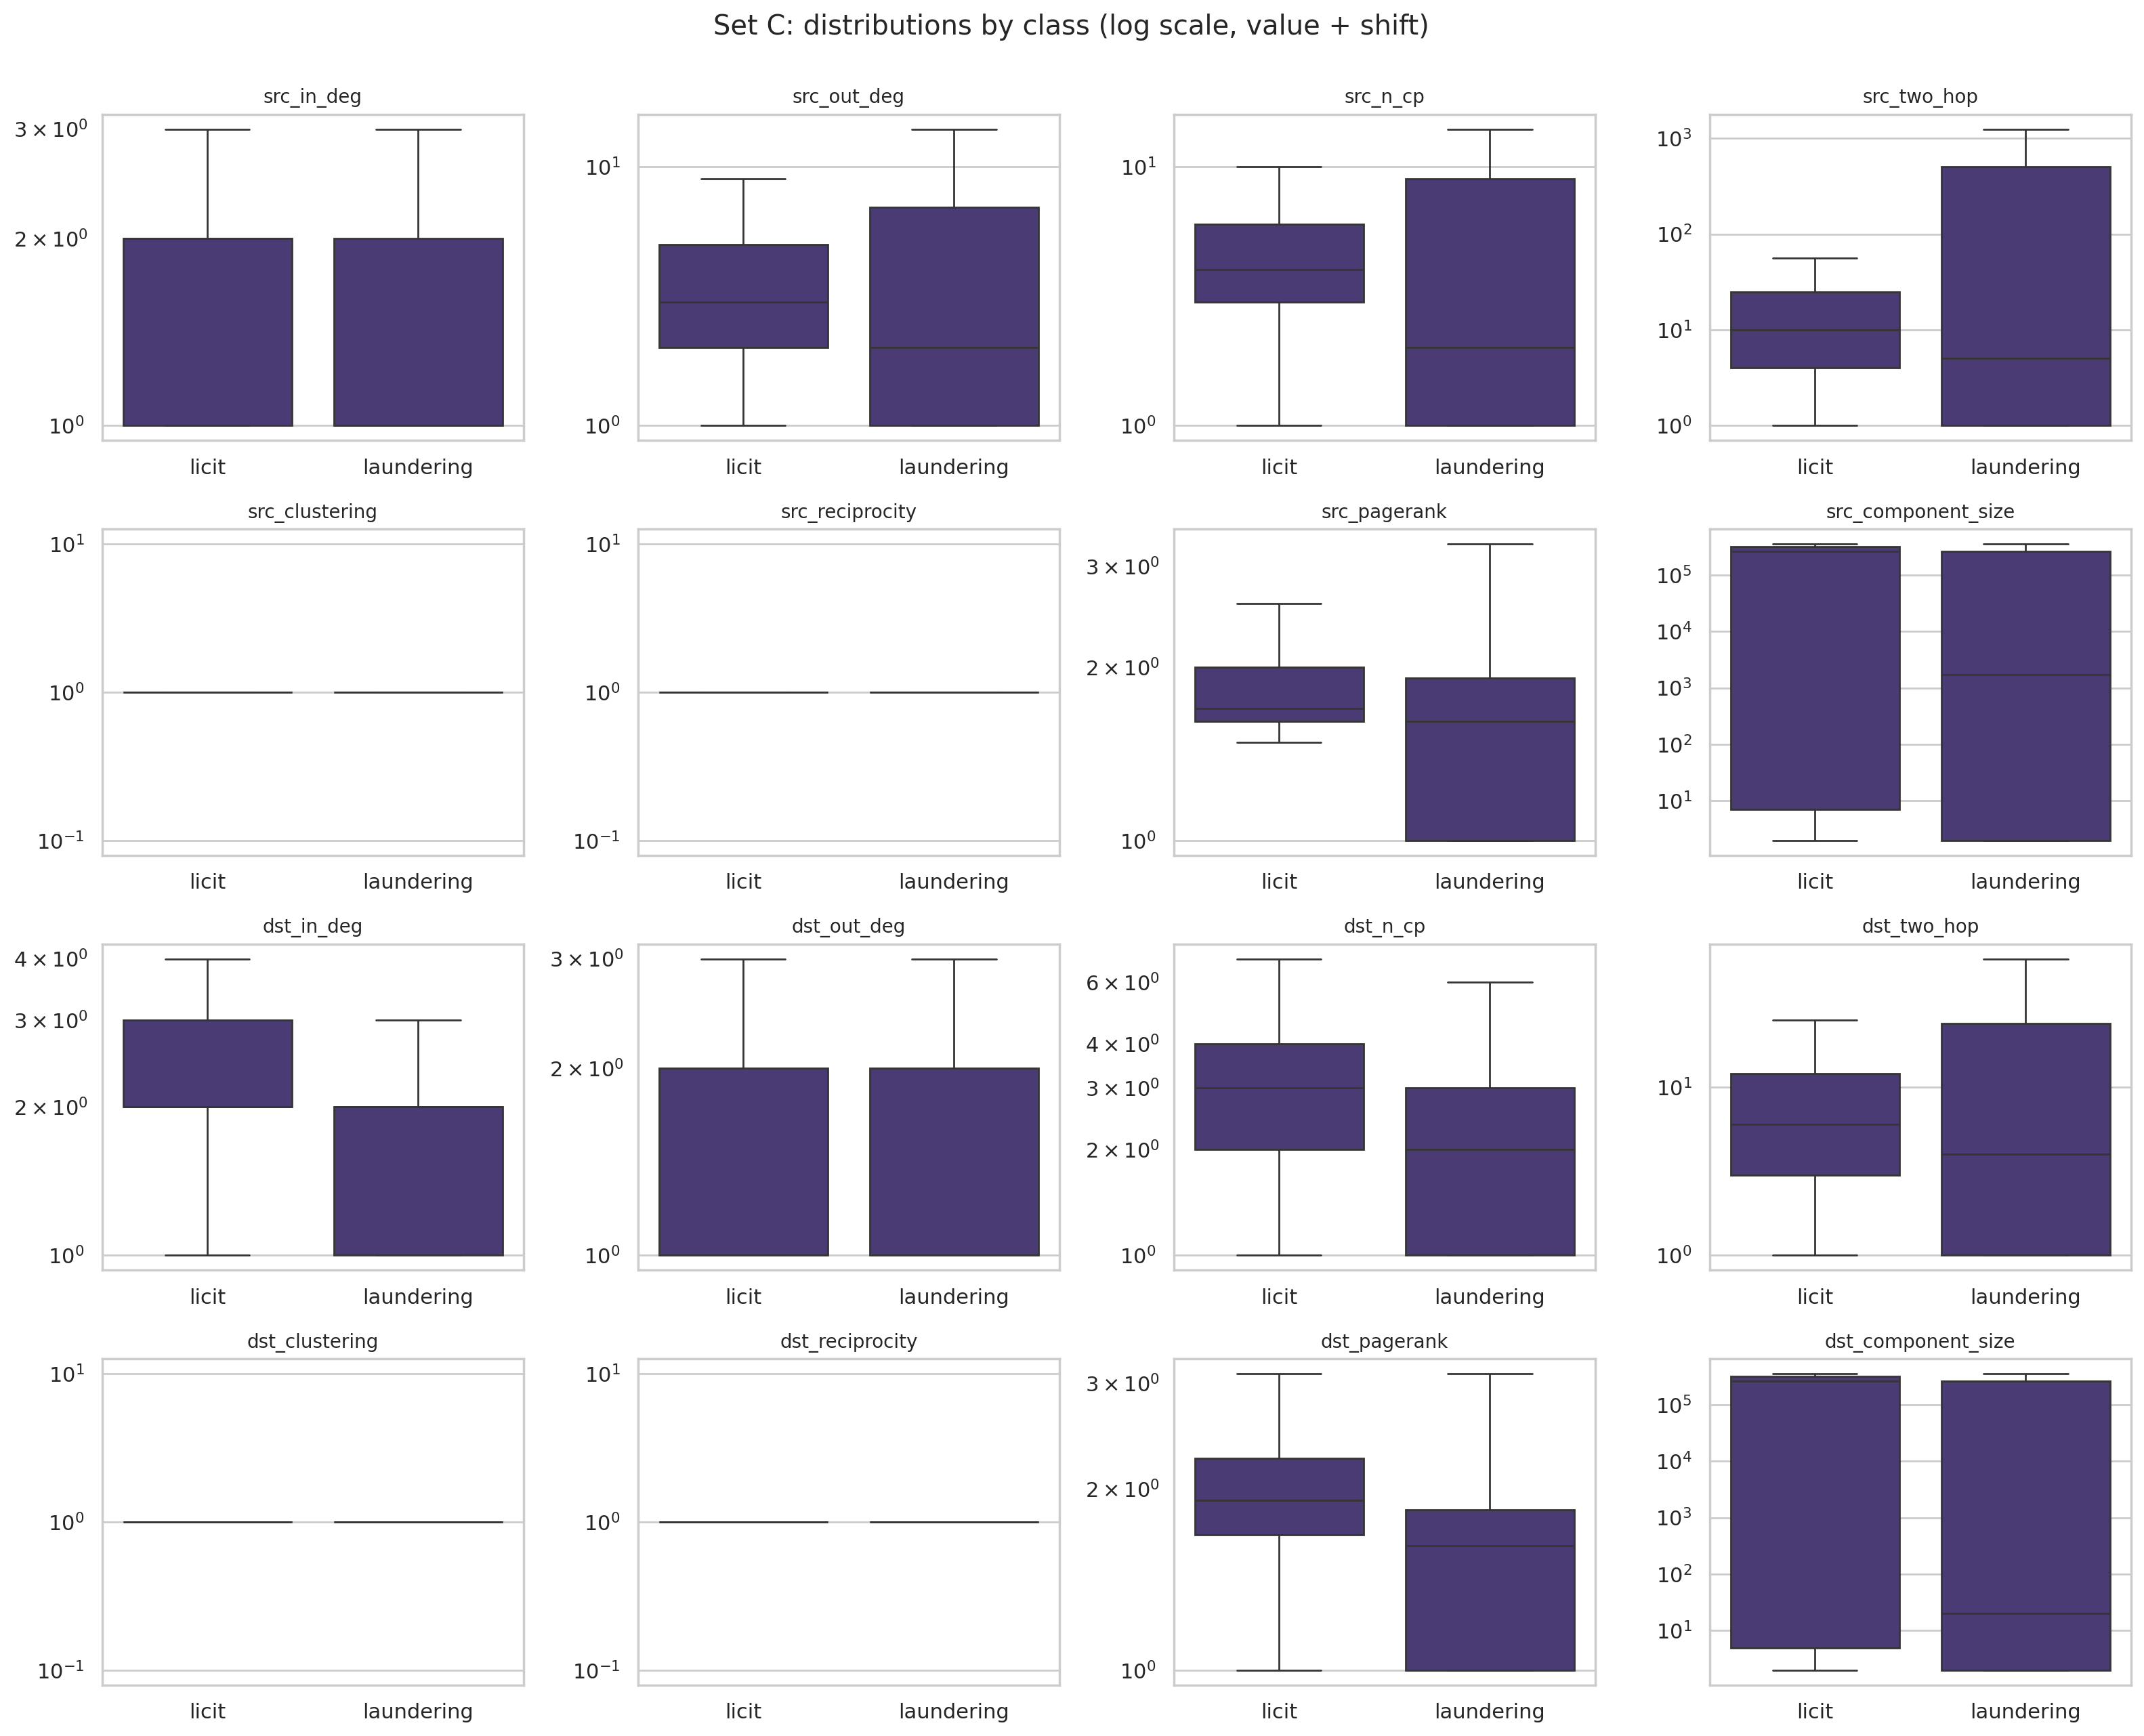 Set C: distributions by class (log scale, value + shift)
src_in_deg
src_out_deg
src_n_cp
src_two_hop
3 × 10⁰
2 × 10⁰
10⁰
licit
laundering
10¹
10⁰
licit
laundering
10¹
10⁰
licit
laundering
10³
10²
10¹
10⁰
licit
laundering
src_clustering
src_reciprocity
src_pagerank
src_component_size
10¹
10⁰
10⁻¹
licit
laundering
10¹
10⁰
10⁻¹
licit
laundering
3 × 10⁰
2 × 10⁰
10⁰
licit
laundering
10⁵
10⁴
10³
10²
10¹
licit
laundering
dst_in_deg
dst_out_deg
dst_n_cp
dst_two_hop
4 × 10⁰
3 × 10⁰
2 × 10⁰
10⁰
licit
laundering
3 × 10⁰
2 × 10⁰
10⁰
licit
laundering
6 × 10⁰
4 × 10⁰
3 × 10⁰
2 × 10⁰
10⁰
licit
laundering
10¹
10⁰
licit
laundering
dst_clustering
dst_reciprocity
dst_pagerank
dst_component_size
10¹
10⁰
10⁻¹
licit
laundering
10¹
10⁰
10⁻¹
licit
laundering
3 × 10⁰
2 × 10⁰
10⁰
licit
laundering
10⁵
10⁴
10³
10²
10¹
licit
laundering